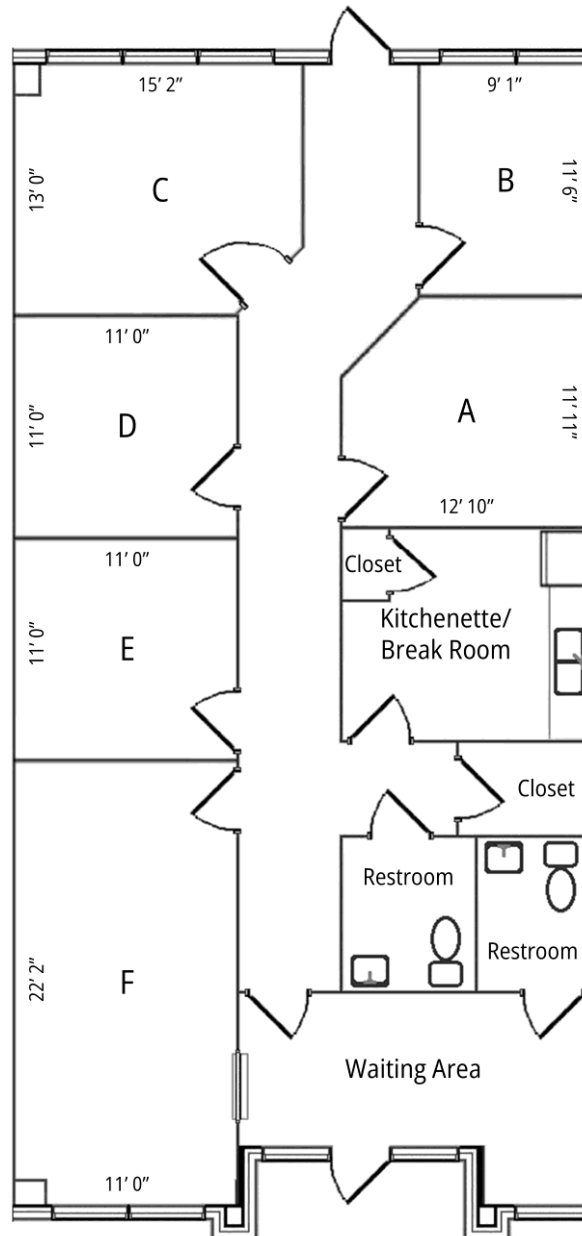 15’ 2”
9’ 1”
13’ 0”
C
B
11’ 6”
11’ 0”
11’ 0”
D
A
11’ 11”
12’ 10”
11’ 0”
Closet
11’ 0”
E
Kitchenette/
Break Room
Closet
Restroom
Restroom
22’ 2”
F
Waiting Area
11’ 0”